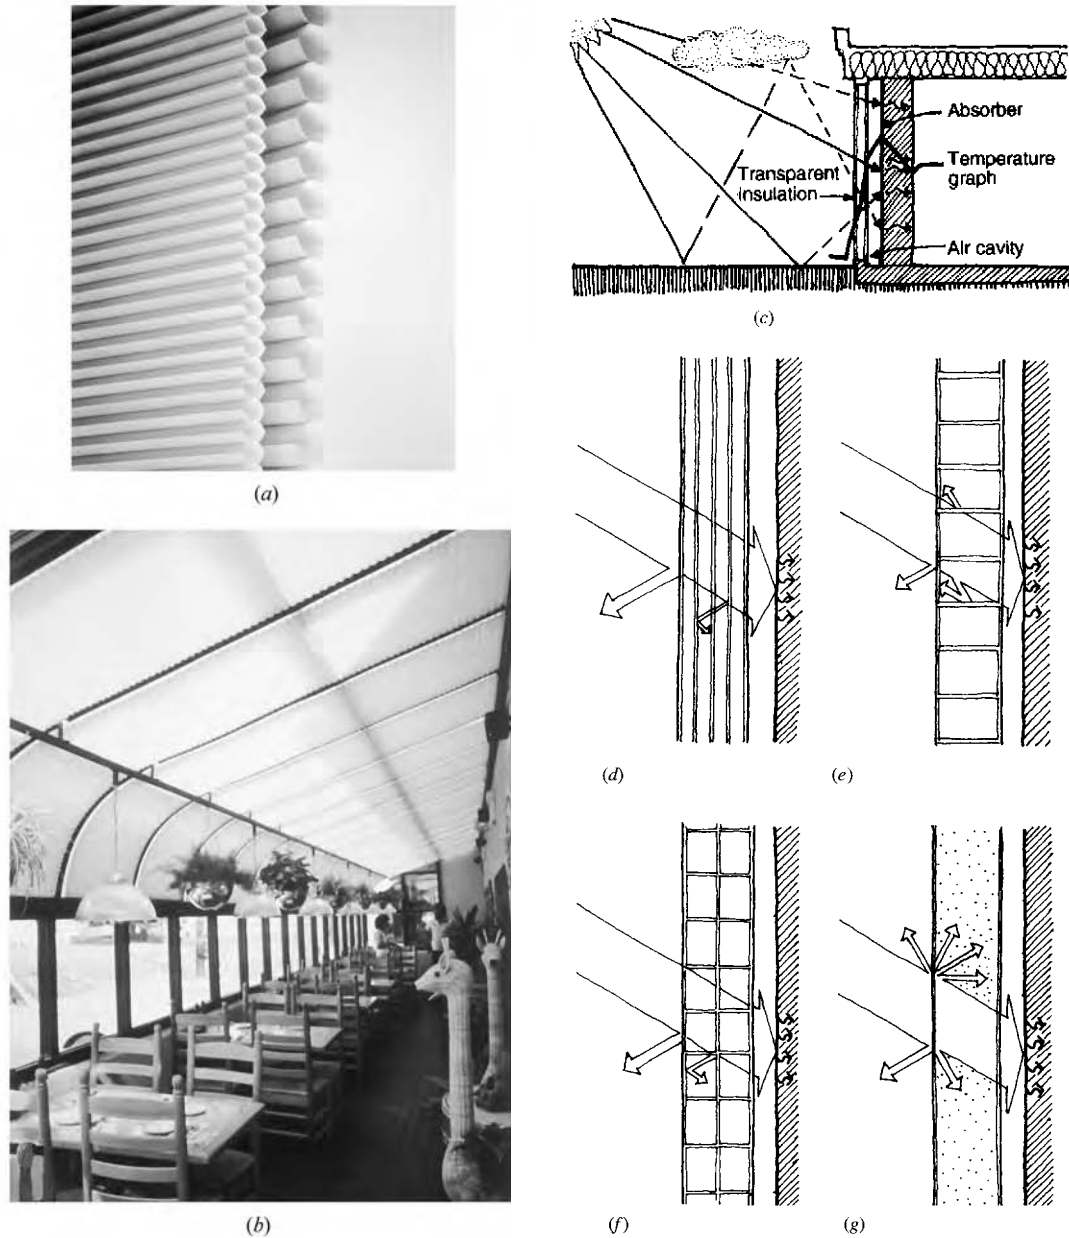 (a)
(b)
Absorber
Temperature
graph
Transparent
insulation
Air cavity
(c)
(d)
(e)
(f)
(g)